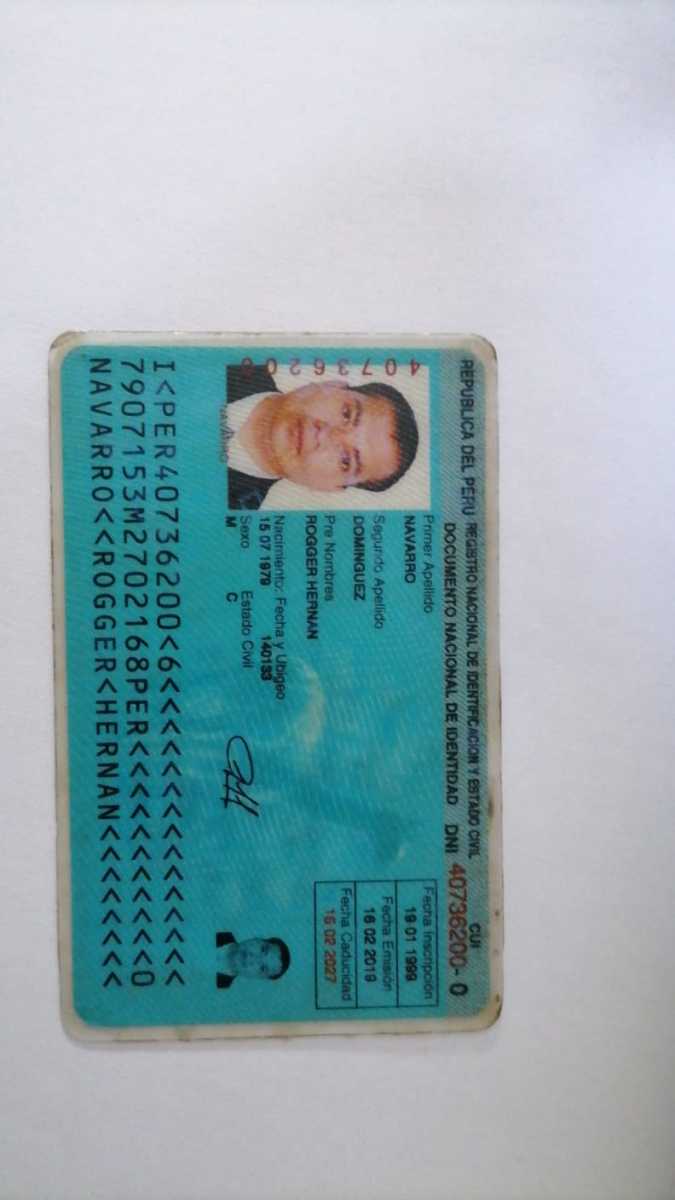 REPUBLICA DEL PERU REGISTRO NACIONAL DE IDENTIFICACION Y ESTADO CIVIL
CUI
DOCUMENTO NACIONAL DE IDENTIDAD DNI 40736200 - 0
40736200
Primer Apellido
NAVARRO
Segundo Apellido
DOMINGUEZ
Pre Nombres
ROGGER HERNAN
Nacimiento: Fecha y Ubigeo
15 07 1979 140133
Sexo Estado Civil
M C
Fecha Inscripción
19 01 1999
Fecha Emisión
16 02 2019
Fecha Caducidad
16 02 2027
NAVARRO
I<PER40736200<6<<<<<<<<<<<<<<<
7907153M2702168PER<<<<<<<<<<<0
NAVARRO<<ROGGER<HERNAN<<<<<<<<